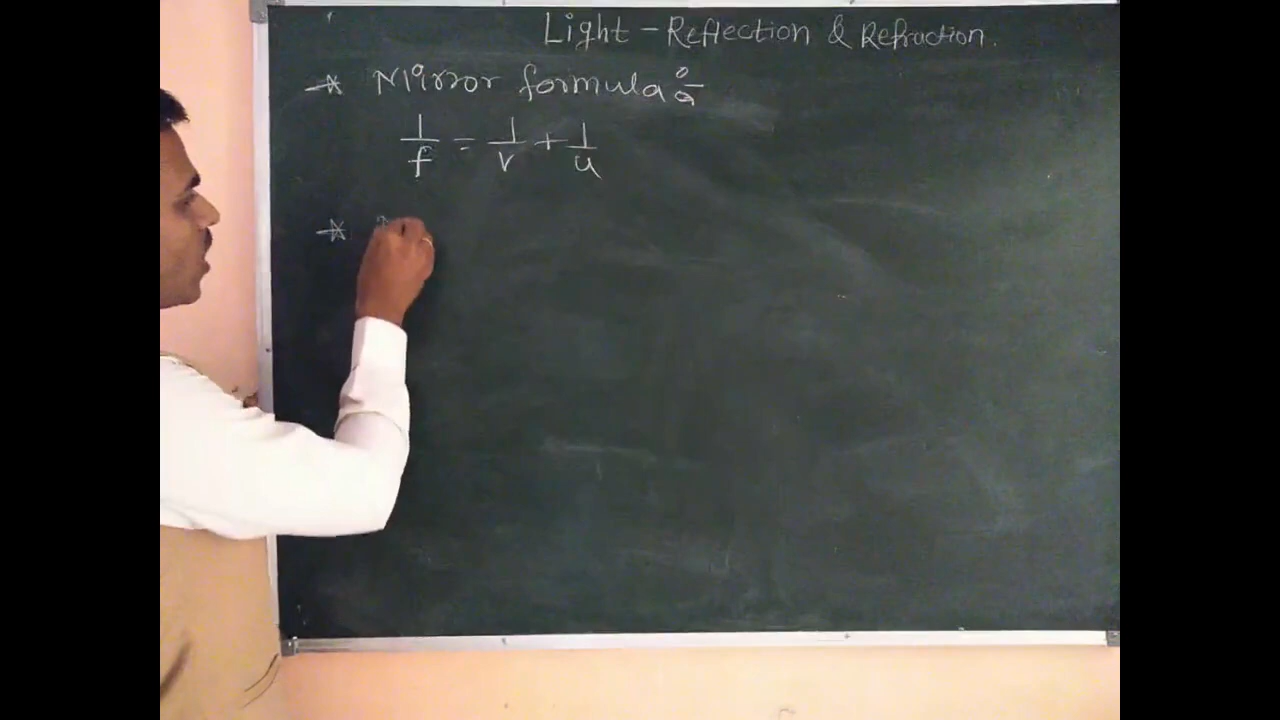 Light - Reflection & Refraction.
* Mirror formula :-
1/f = 1/v + 1/u
*